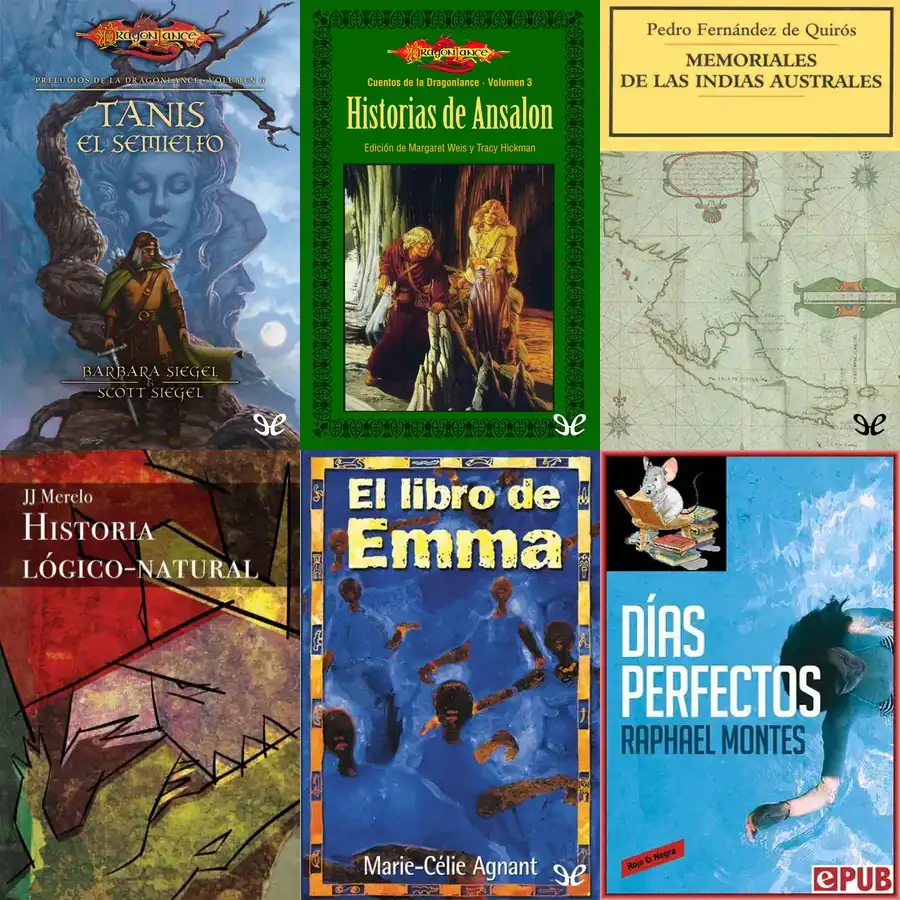 DRAGONLANCE
PRELUDIOS DE LA DRAGONLANCE · VOLUMEN 6
TANIS
EL SEMIELFO
BARBARA SIEGEL
&
SCOTT SIEGEL
DRAGONLANCE
Cuentos de la Dragonlance · Volumen 3
Historias de Ansalon
Edición de Margaret Weis y Tracy Hickman
Pedro Fernández de Quirós
MEMORIALES
DE LAS INDIAS AUSTRALES
JJ Merelo
HISTORIA
LÓGICO-NATURAL
El libro de
Emma
Marie-Célie Agnant
DÍAS
PERFECTOS
RAPHAEL MONTES
Roja & Negra
ePUB